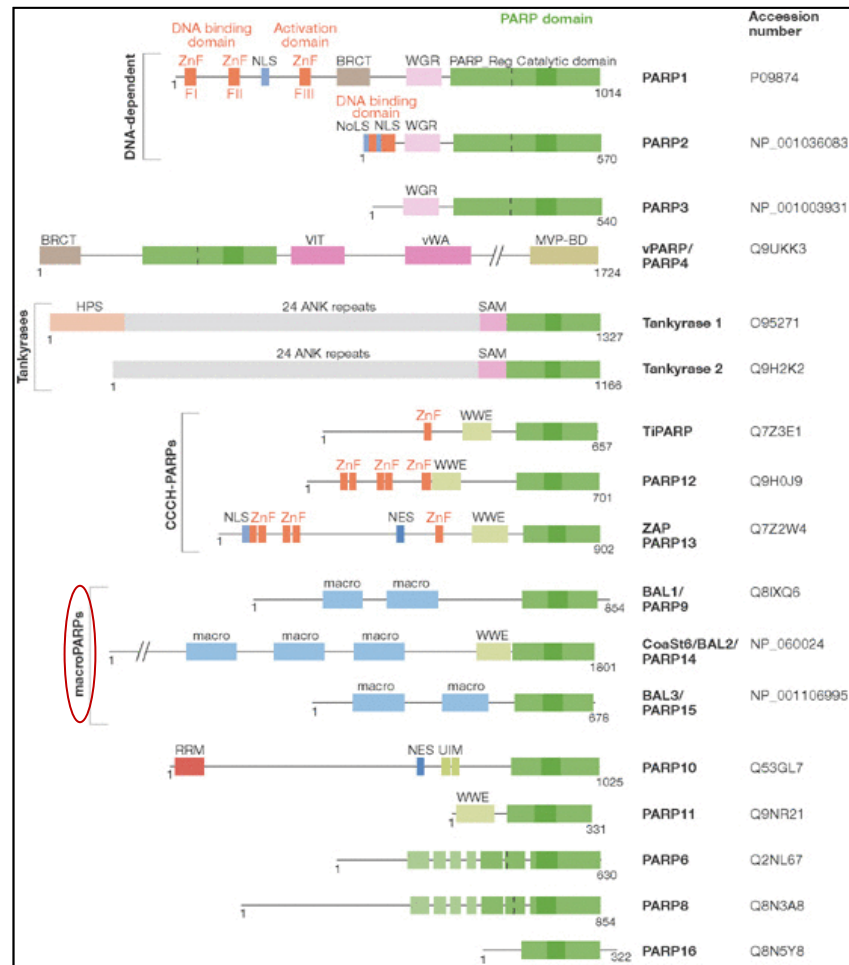 PARP domain
Accession number
DNA binding domain
Activation domain
DNA-dependent
ZnF ZnF NLS ZnF BRCT WGR PARP_Reg Catalytic domain
1 FI FII FIII 1014
PARP1 P09874
DNA binding domain
NoLS NLS WGR
1 570
PARP2 NP_001036083
WGR
1 540
PARP3 NP_001003931
BRCT VIT vWA // MVP-BD
1 1724
vPARP/
PARP4 Q9UKK3
Tankyrases
HPS 24 ANK repeats SAM
1 1327
Tankyrase 1 O95271
24 ANK repeats SAM
1 1166
Tankyrase 2 Q9H2K2
CCCH-PARPs
ZnF WWE
1 657
TiPARP Q7Z3E1
ZnF ZnF ZnF WWE
1 701
PARP12 Q9H0J9
NLS ZnF ZnF NES ZnF WWE
1 902
ZAP
PARP13 Q7Z2W4
macroPARPs
macro macro
1 854
BAL1/
PARP9 Q8IXQ6
macro macro macro WWE
1 // 1801
CoaSt6/BAL2/
PARP14 NP_060024
macro macro
1 678
BAL3/
PARP15 NP_001106995
RRM NES UIM
1 1025
PARP10 Q53GL7
WWE
1 331
PARP11 Q9NR21
1 630
PARP6 Q2NL67
1 854
PARP8 Q8N3A8
1 322
PARP16 Q8N5Y8